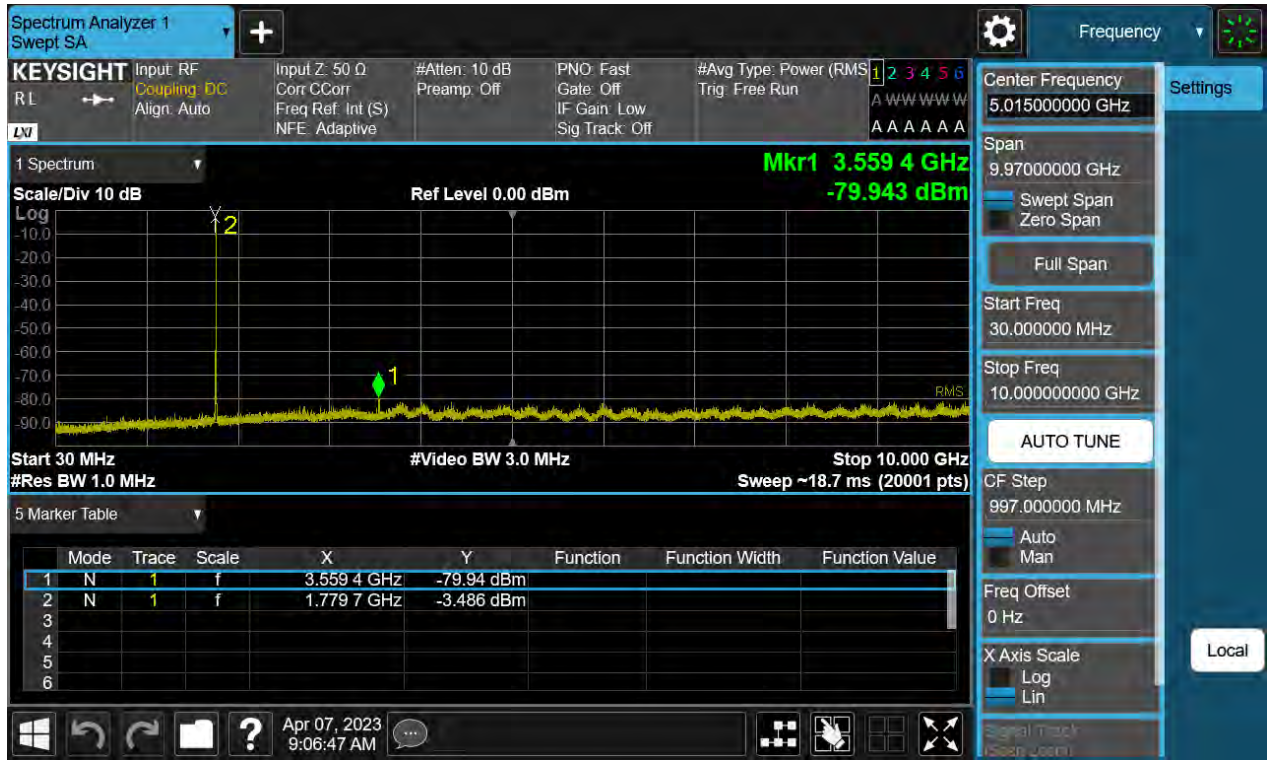 Spectrum Analyzer 1
Swept SA
+
Frequency
KEYSIGHT
RL
LXI
Input: RF
Coupling: DC
Align: Auto
Input Z: 50 Ω
Corr CCorr
Freq Ref: Int (S)
NFE: Adaptive
#Atten: 10 dB
Preamp: Off
PNO: Fast
Gate: Off
IF Gain: Low
Sig Track: Off
#Avg Type: Power (RMS
Trig: Free Run
1 2 3 4 5 6
A W W W W W
A A A A A A
1 Spectrum
Scale/Div 10 dB
Ref Level 0.00 dBm
Mkr1 3.559 4 GHz
-79.943 dBm
Log
-10.0
-20.0
-30.0
-40.0
-50.0
-60.0
-70.0
-80.0
-90.0
2
1
RMS
Start 30 MHz
#Video BW 3.0 MHz
Stop 10.000 GHz
#Res BW 1.0 MHz
Sweep ~18.7 ms (20001 pts)
5 Marker Table
Mode Trace Scale X Y Function Function Width Function Value
1 N 1 f 3.559 4 GHz -79.94 dBm
2 N 1 f 1.779 7 GHz -3.486 dBm
3
4
5
6
?
Apr 07, 2023
9:06:47 AM
Center Frequency
5.015000000 GHz
Settings
Span
9.97000000 GHz
Swept Span
Zero Span
Full Span
Start Freq
30.000000 MHz
Stop Freq
10.000000000 GHz
AUTO TUNE
CF Step
997.000000 MHz
Auto
Man
Freq Offset
0 Hz
X Axis Scale
Log
Lin
Local
Signal Track
(Span Zoom)